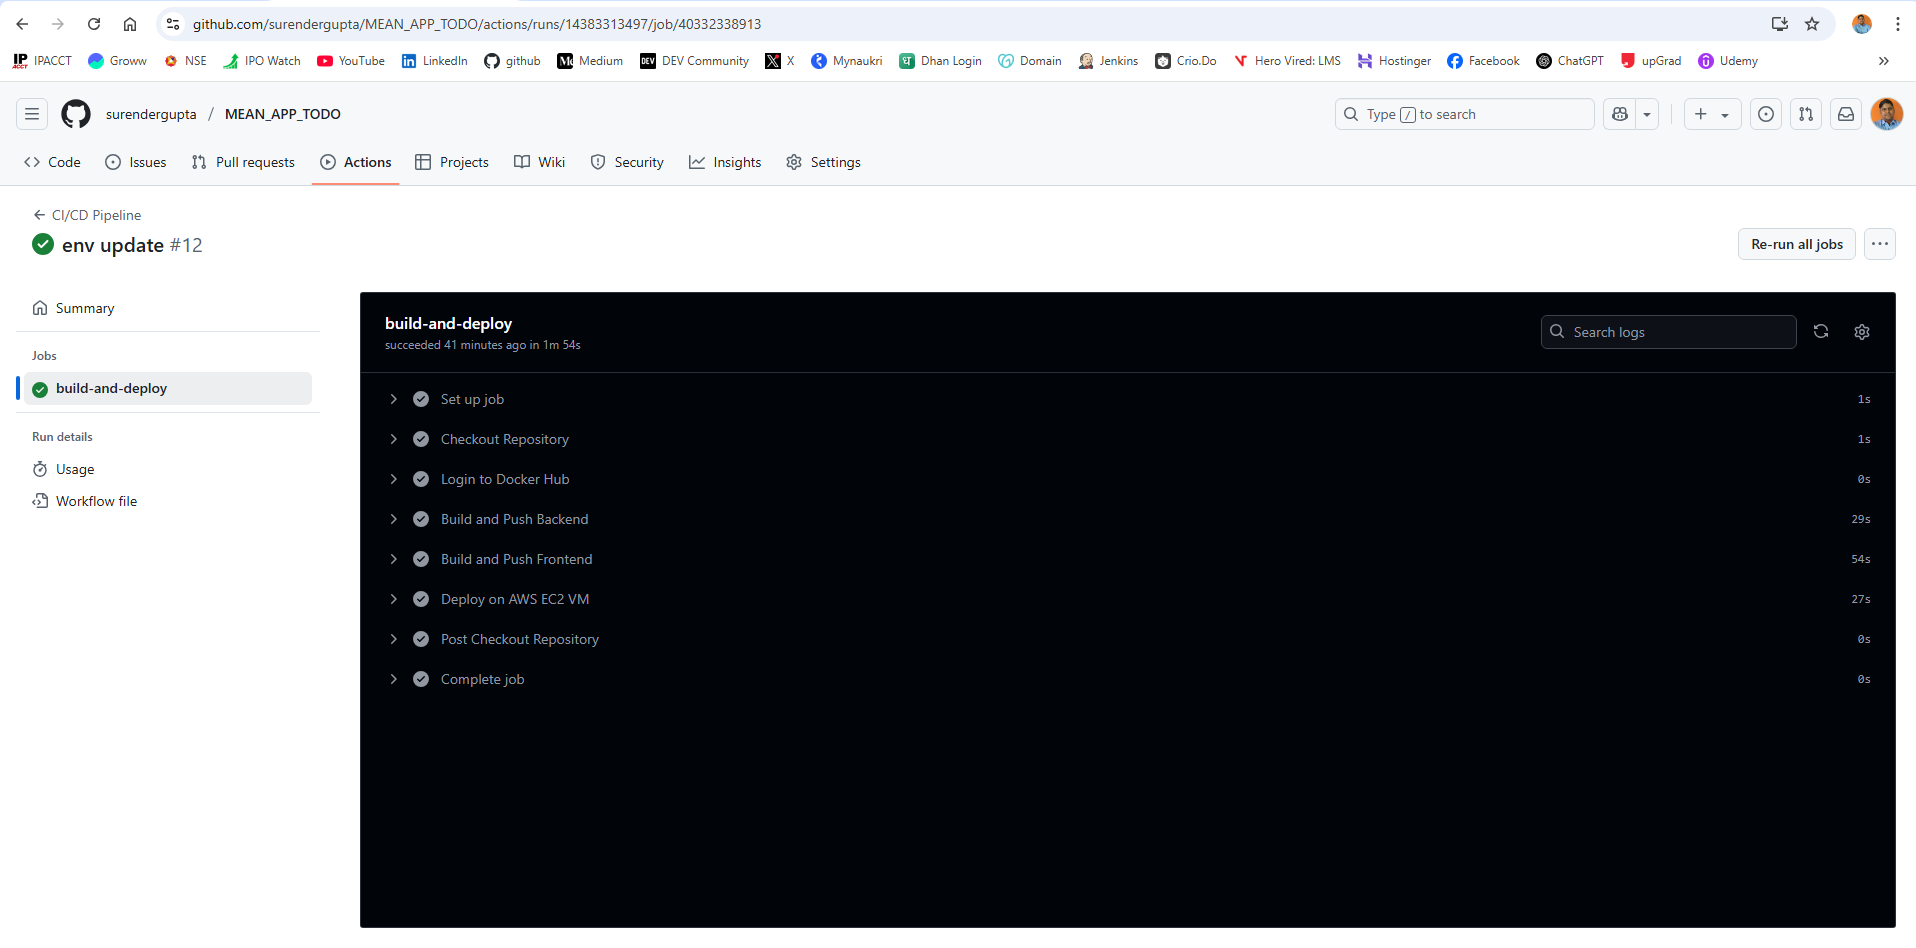 github.com/surendergupta/MEAN_APP_TODO/actions/runs/14383313497/job/40332338913
IP ACCT IPACCT Groww NSE IPO Watch YouTube LinkedIn github Medium DEV DEV Community X Mynaukri Dhan Login Domain Jenkins Crio.Do Hero Vired: LMS Hostinger Facebook ChatGPT upGrad Udemy
surendergupta / MEAN_APP_TODO
Type / to search
Code Issues Pull requests Actions Projects Wiki Security Insights Settings
CI/CD Pipeline
env update #12
Re-run all jobs
Summary
Jobs
build-and-deploy
Run details
Usage
Workflow file
build-and-deploy
succeeded 41 minutes ago in 1m 54s
Search logs
Set up job 1s
Checkout Repository 1s
Login to Docker Hub 0s
Build and Push Backend 29s
Build and Push Frontend 54s
Deploy on AWS EC2 VM 27s
Post Checkout Repository 0s
Complete job 0s